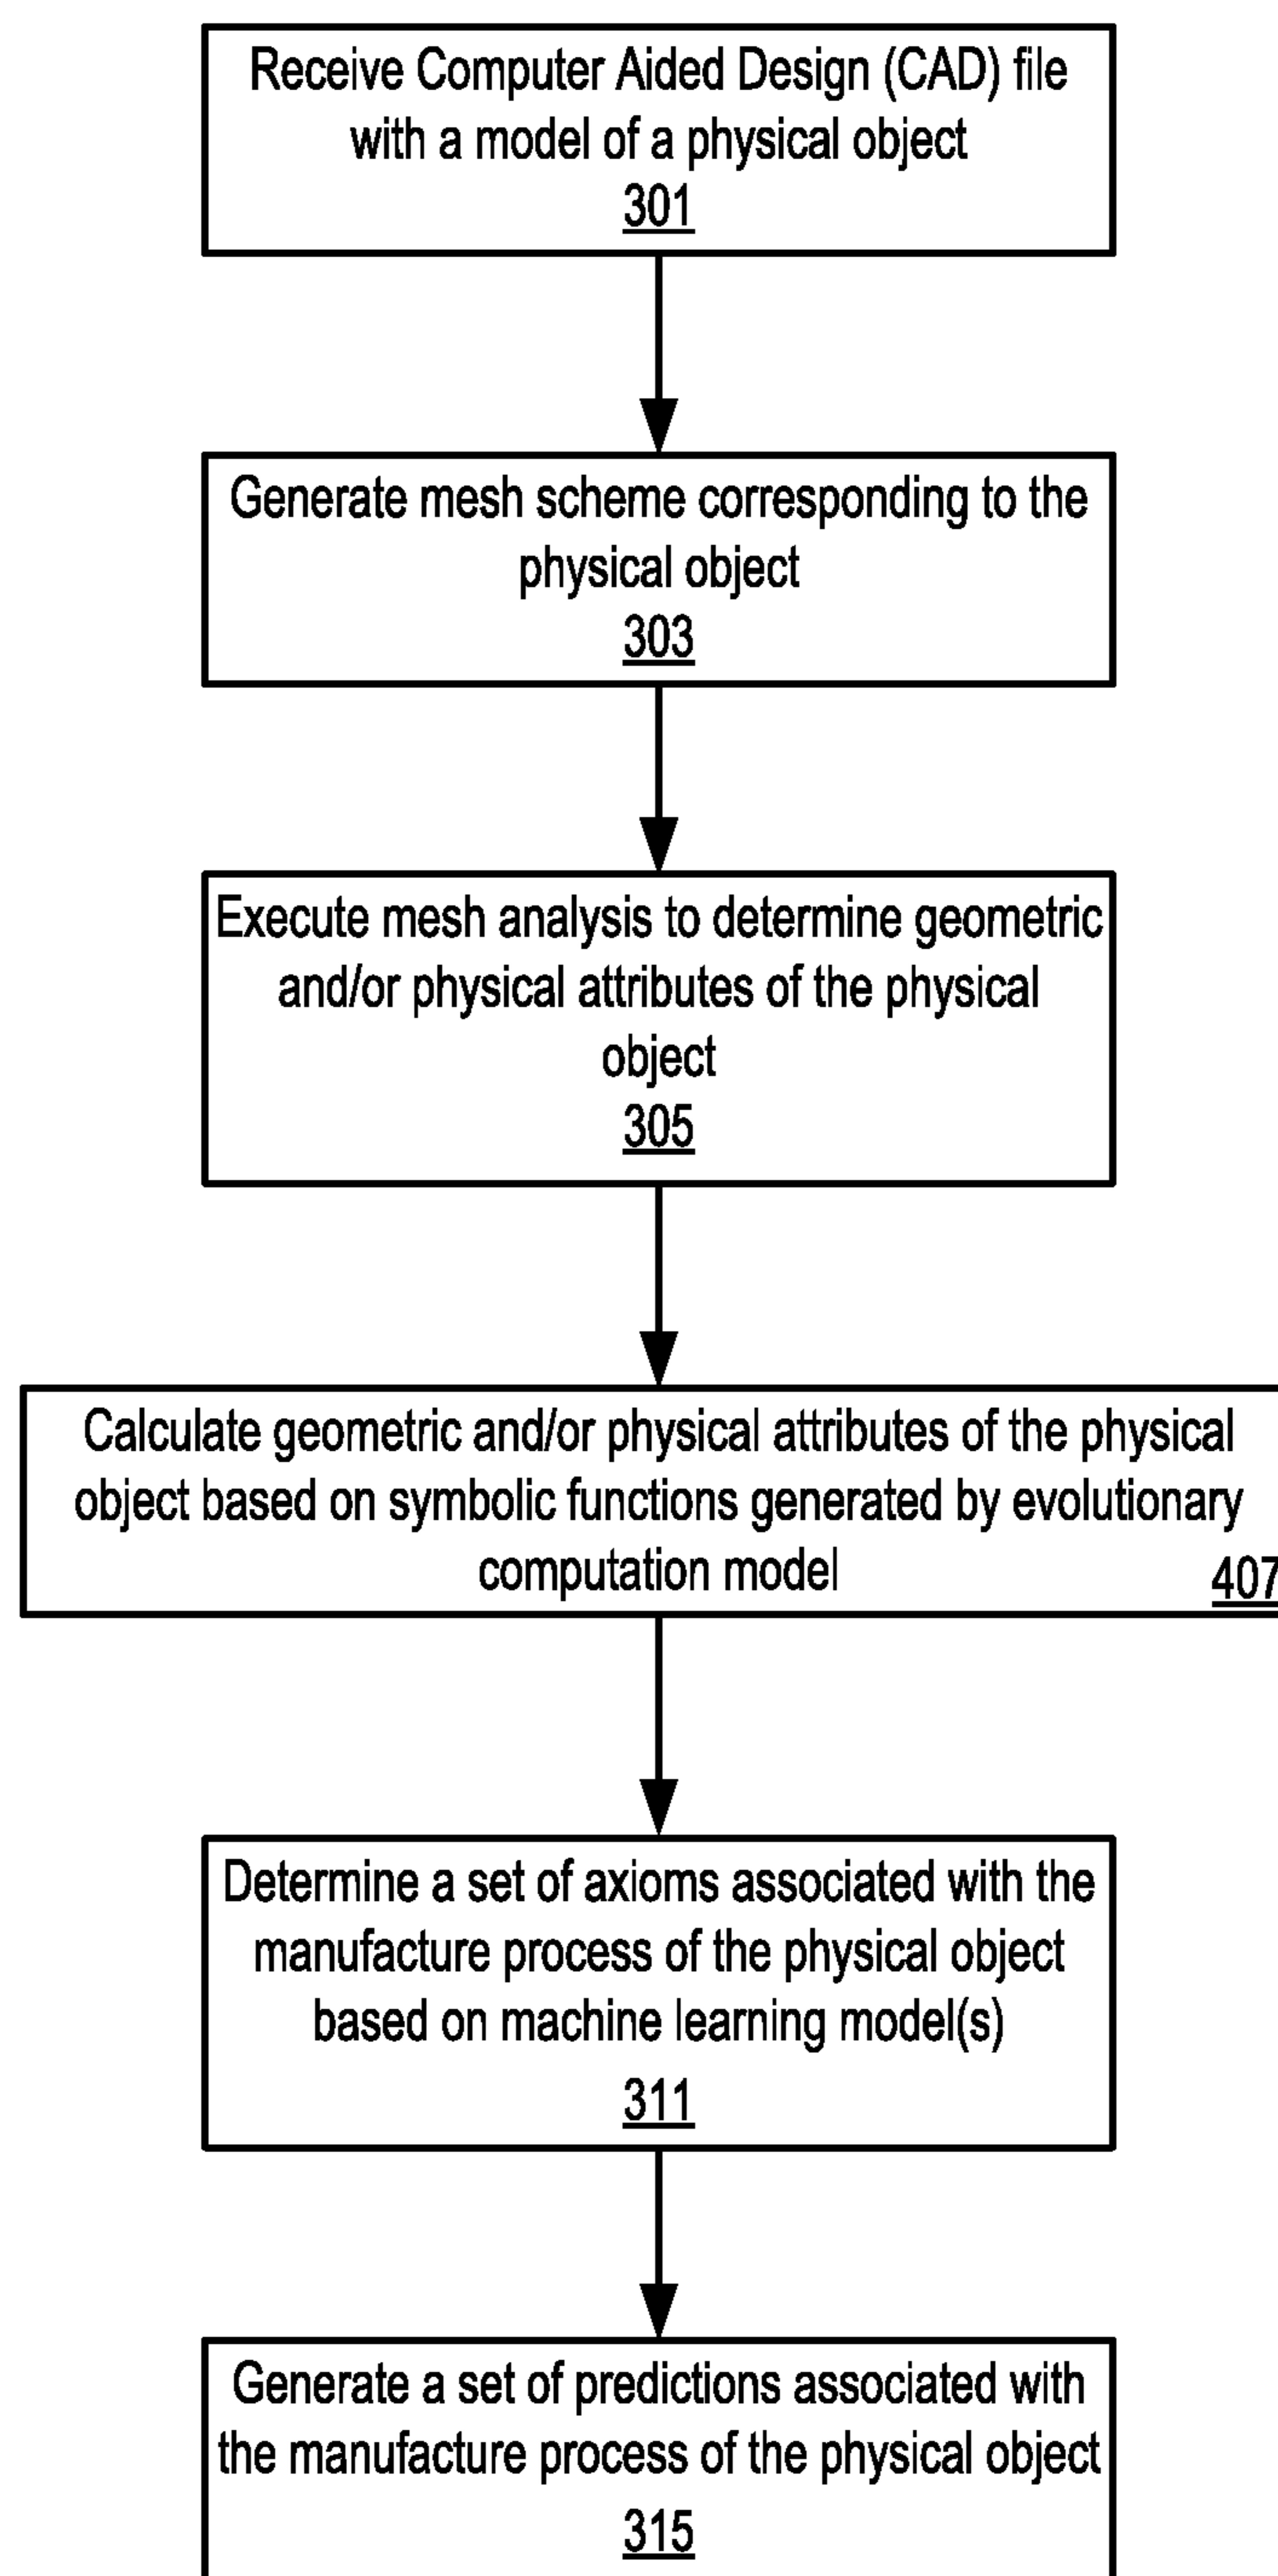 Receive Computer Aided Design (CAD) file
with a model of a physical object
301
Generate mesh scheme corresponding to the
physical object
303
Execute mesh analysis to determine geometric
and/or physical attributes of the physical
object
305
Calculate geometric and/or physical attributes of the physical
object based on symbolic functions generated by evolutionary
computation model
407
Determine a set of axioms associated with the
manufacture process of the physical object
based on machine learning model(s)
311
Generate a set of predictions associated with
the manufacture process of the physical object
315